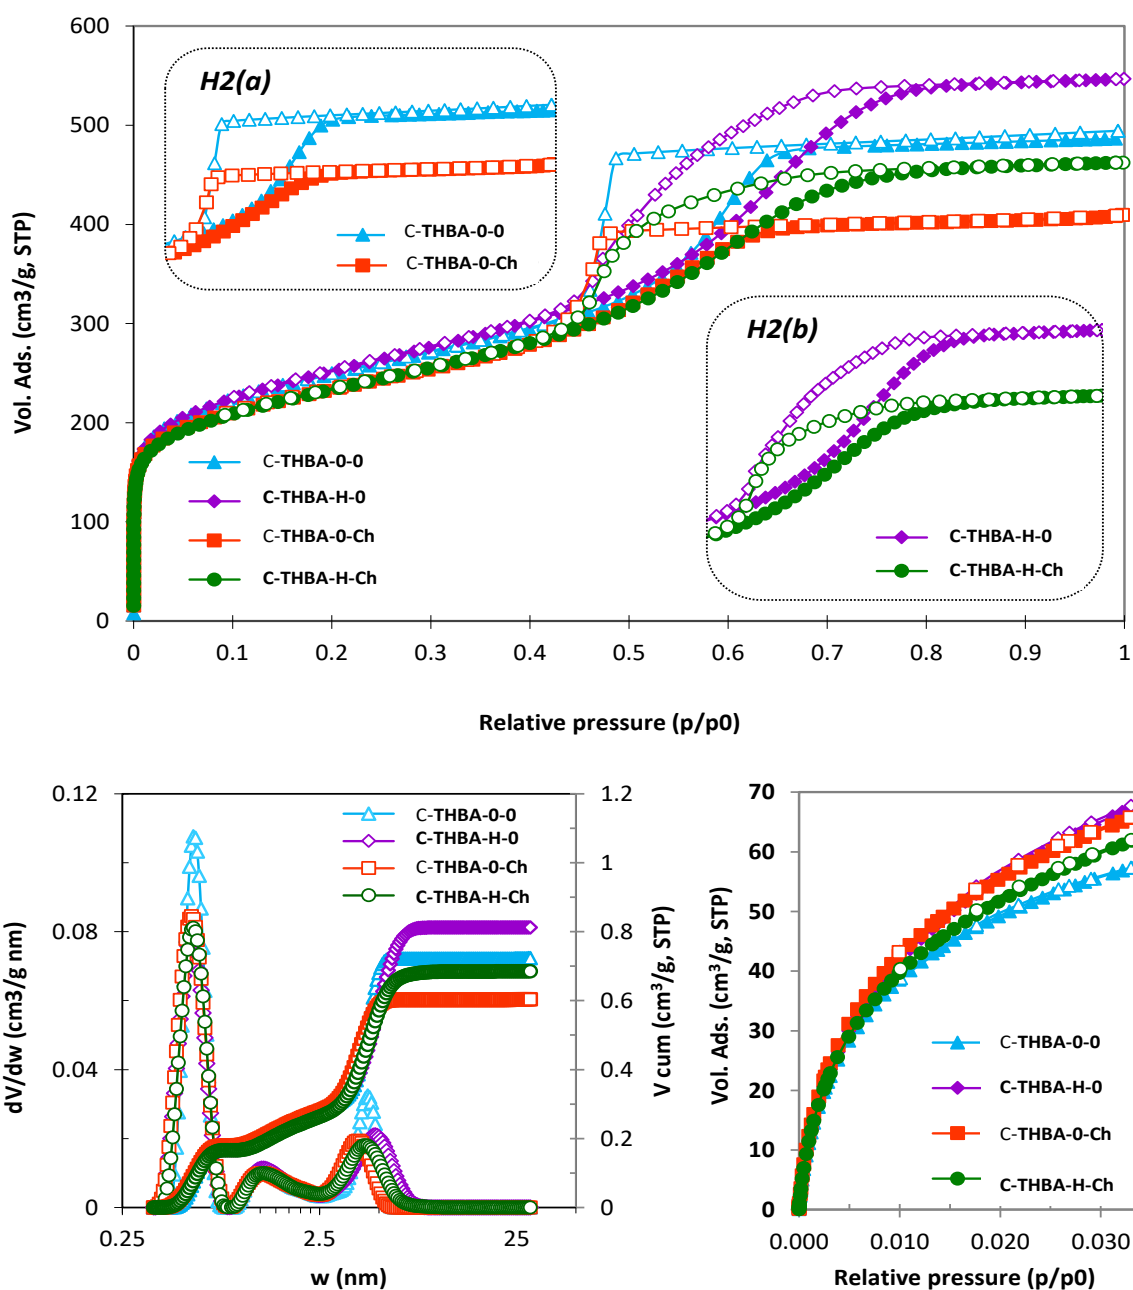 600
500
400
300
200
100
0
Vol. Ads. (cm3/g, STP)
H2(a)
C-THBA-0-0
C-THBA-0-Ch
H2(b)
C-THBA-H-0
C-THBA-H-Ch
C-THBA-0-0
C-THBA-H-0
C-THBA-0-Ch
C-THBA-H-Ch
0 0.1 0.2 0.3 0.4 0.5 0.6 0.7 0.8 0.9 1
Relative pressure (p/p0)
0.12
0.08
0.04
0
dV/dw (cm3/g nm)
C-THBA-0-0
C-THBA-H-0
C-THBA-0-Ch
C-THBA-H-Ch
1.2
1
0.8
0.6
0.4
0.2
0
V cum (cm³/g, STP)
0.25 2.5 25
w (nm)
70
60
50
40
30
20
10
0
Vol. Ads. (cm³/g, STP)
C-THBA-0-0
C-THBA-H-0
C-THBA-0-Ch
C-THBA-H-Ch
0.000 0.010 0.020 0.030
Relative pressure (p/p0)